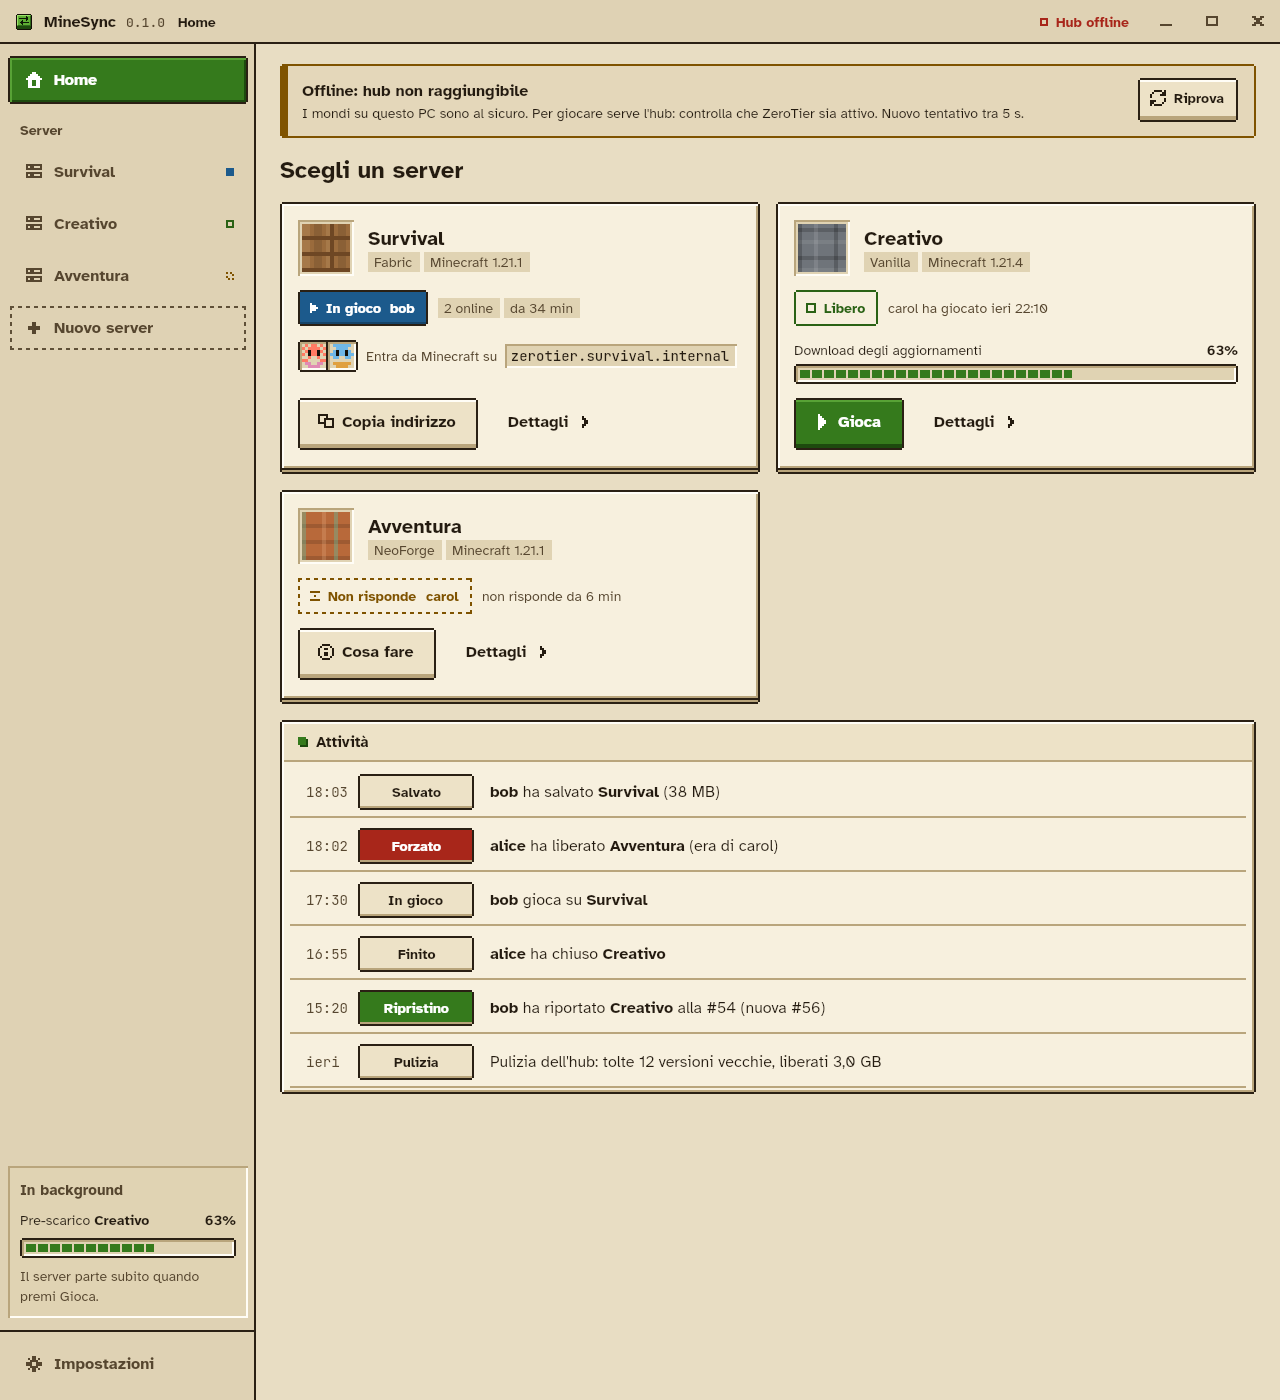 MineSync 0.1.0 Home
Hub offline
Home
Server
Survival
Creativo
Avventura
Nuovo server
In background
Pre-scarico Creativo 63%
Il server parte subito quando
premi Gioca.
Impostazioni
Offline: hub non raggiungibile
I mondi su questo PC sono al sicuro. Per giocare serve l'hub: controlla che ZeroTier sia attivo. Nuovo tentativo tra 5 s.
Riprova
Scegli un server
Survival
Fabric Minecraft 1.21.1
In gioco bob 2 online da 34 min
Entra da Minecraft su zerotier.survival.internal
Copia indirizzo Dettagli
Creativo
Vanilla Minecraft 1.21.4
Libero carol ha giocato ieri 22:10
Download degli aggiornamenti 63%
Gioca Dettagli
Avventura
NeoForge Minecraft 1.21.1
Non risponde carol non risponde da 6 min
Cosa fare Dettagli
Attività
18:03 Salvato bob ha salvato Survival (38 MB)
18:02 Forzato alice ha liberato Avventura (era di carol)
17:30 In gioco bob gioca su Survival
16:55 Finito alice ha chiuso Creativo
15:20 Ripristino bob ha riportato Creativo alla #54 (nuova #56)
ieri Pulizia Pulizia dell'hub: tolte 12 versioni vecchie, liberati 3,0 GB